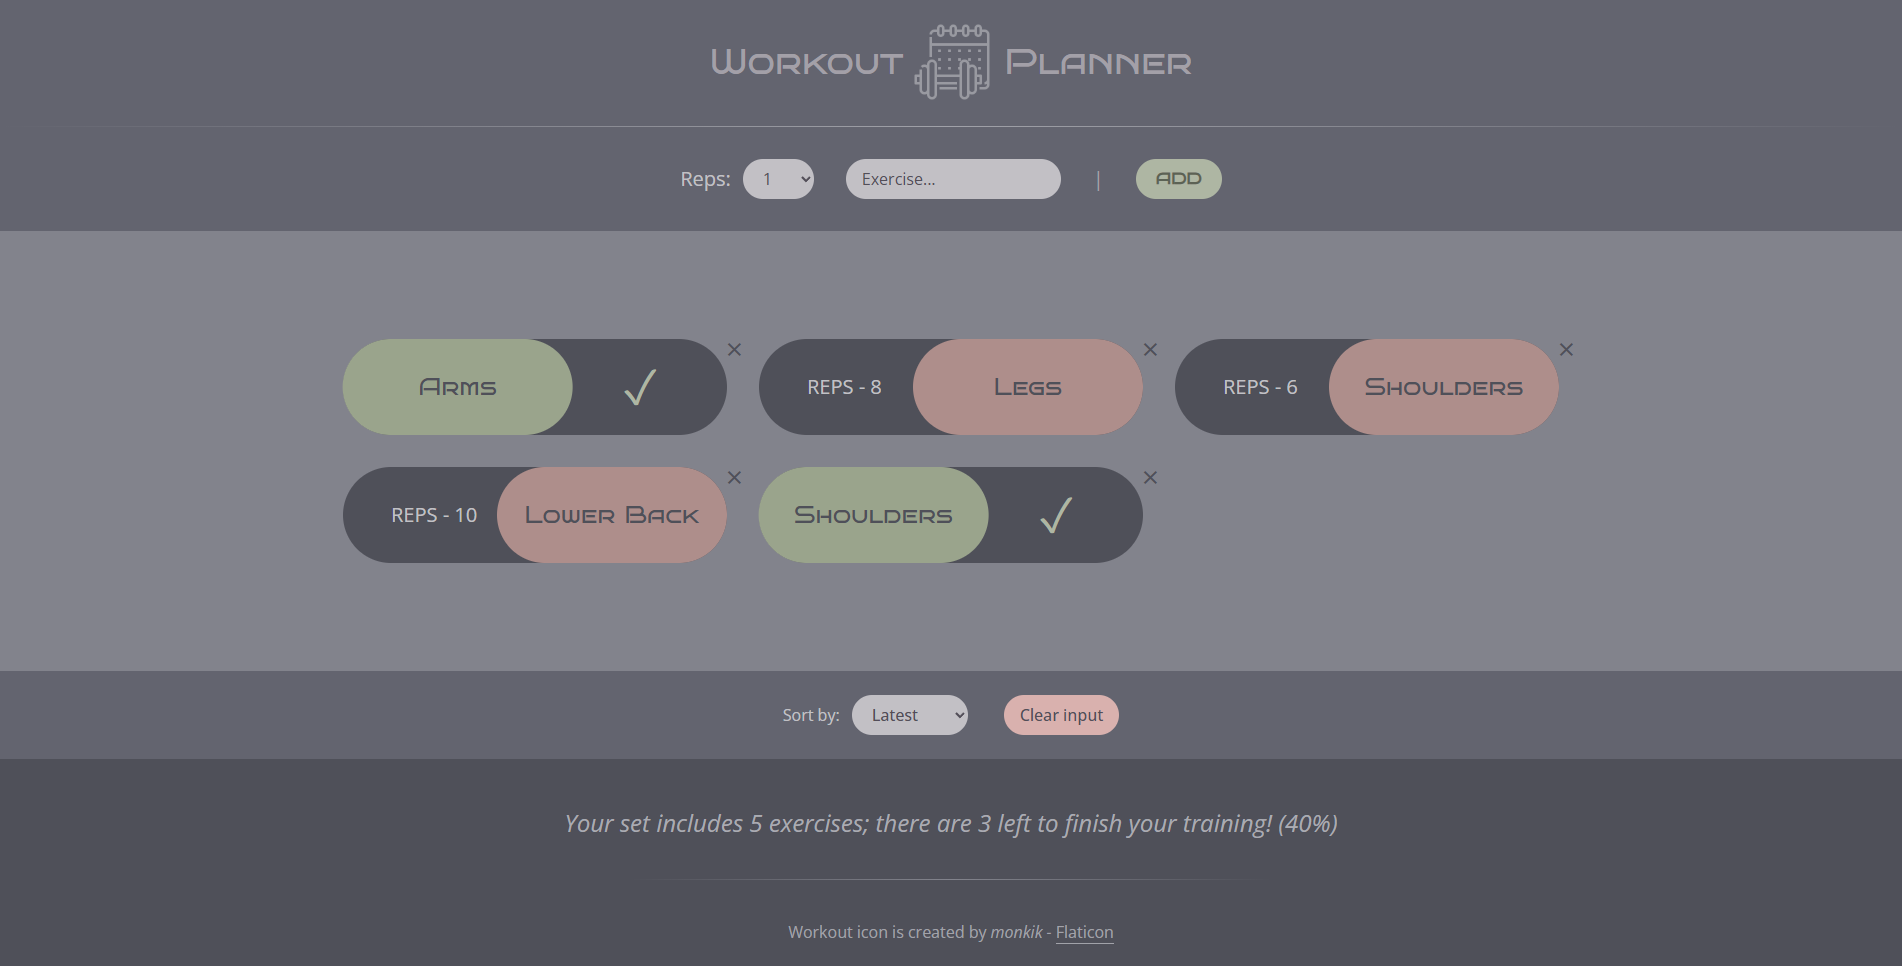 Workout Planner
Reps: 1 Exercise... | ADD
Arms ✓ ×
REPS - 8 Legs ×
REPS - 6 Shoulders ×
REPS - 10 Lower Back ×
Shoulders ✓ ×
Sort by: Latest Clear input
Your set includes 5 exercises; there are 3 left to finish your training! (40%)
Workout icon is created by monkik - Flaticon